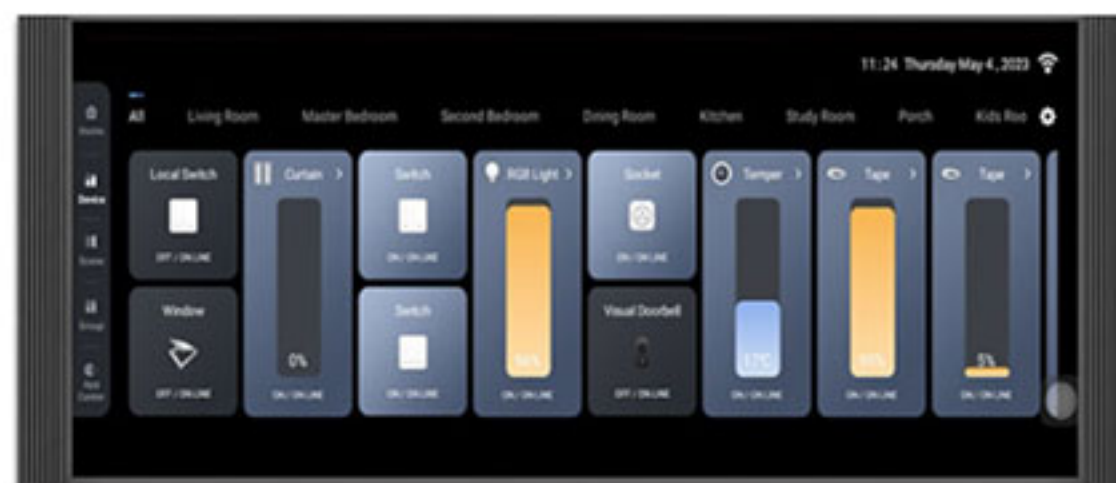 11:24 Thursday May 4, 2023
All Living Room Master Bedroom Second Bedroom Dining Room Kitchen Study Room Porch Kids Roo
Home
Device
Scene
Group
Local Switch
OFF / ON LINE
Window
OFF / ON LINE
Curtain >
0%
ON / ON LINE
Switch
ON / ON LINE
Switch
ON / ON LINE
RGB Light >
ON / ON LINE
Socket
ON / ON LINE
Visual Doorbell
OFF / ON LINE
Temper >
17°C
ON / ON LINE
Tape >
ON / ON LINE
Tape >
5%
ON / ON LINE